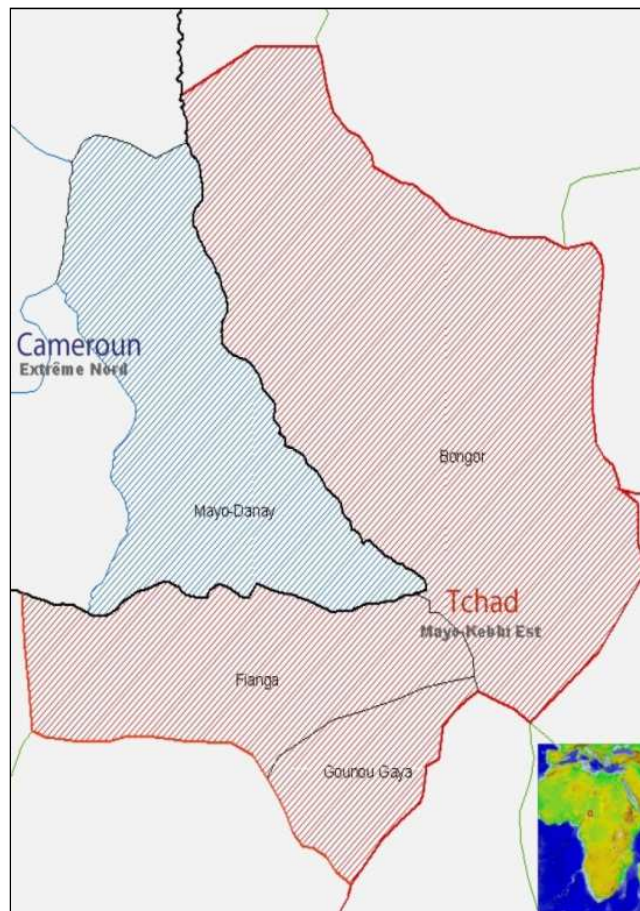 Cameroun
Extrême Nord
Bongor
Mayo-Danay
Tchad
Mayo-Kebbi Est
Fianga
Gounou Gaya